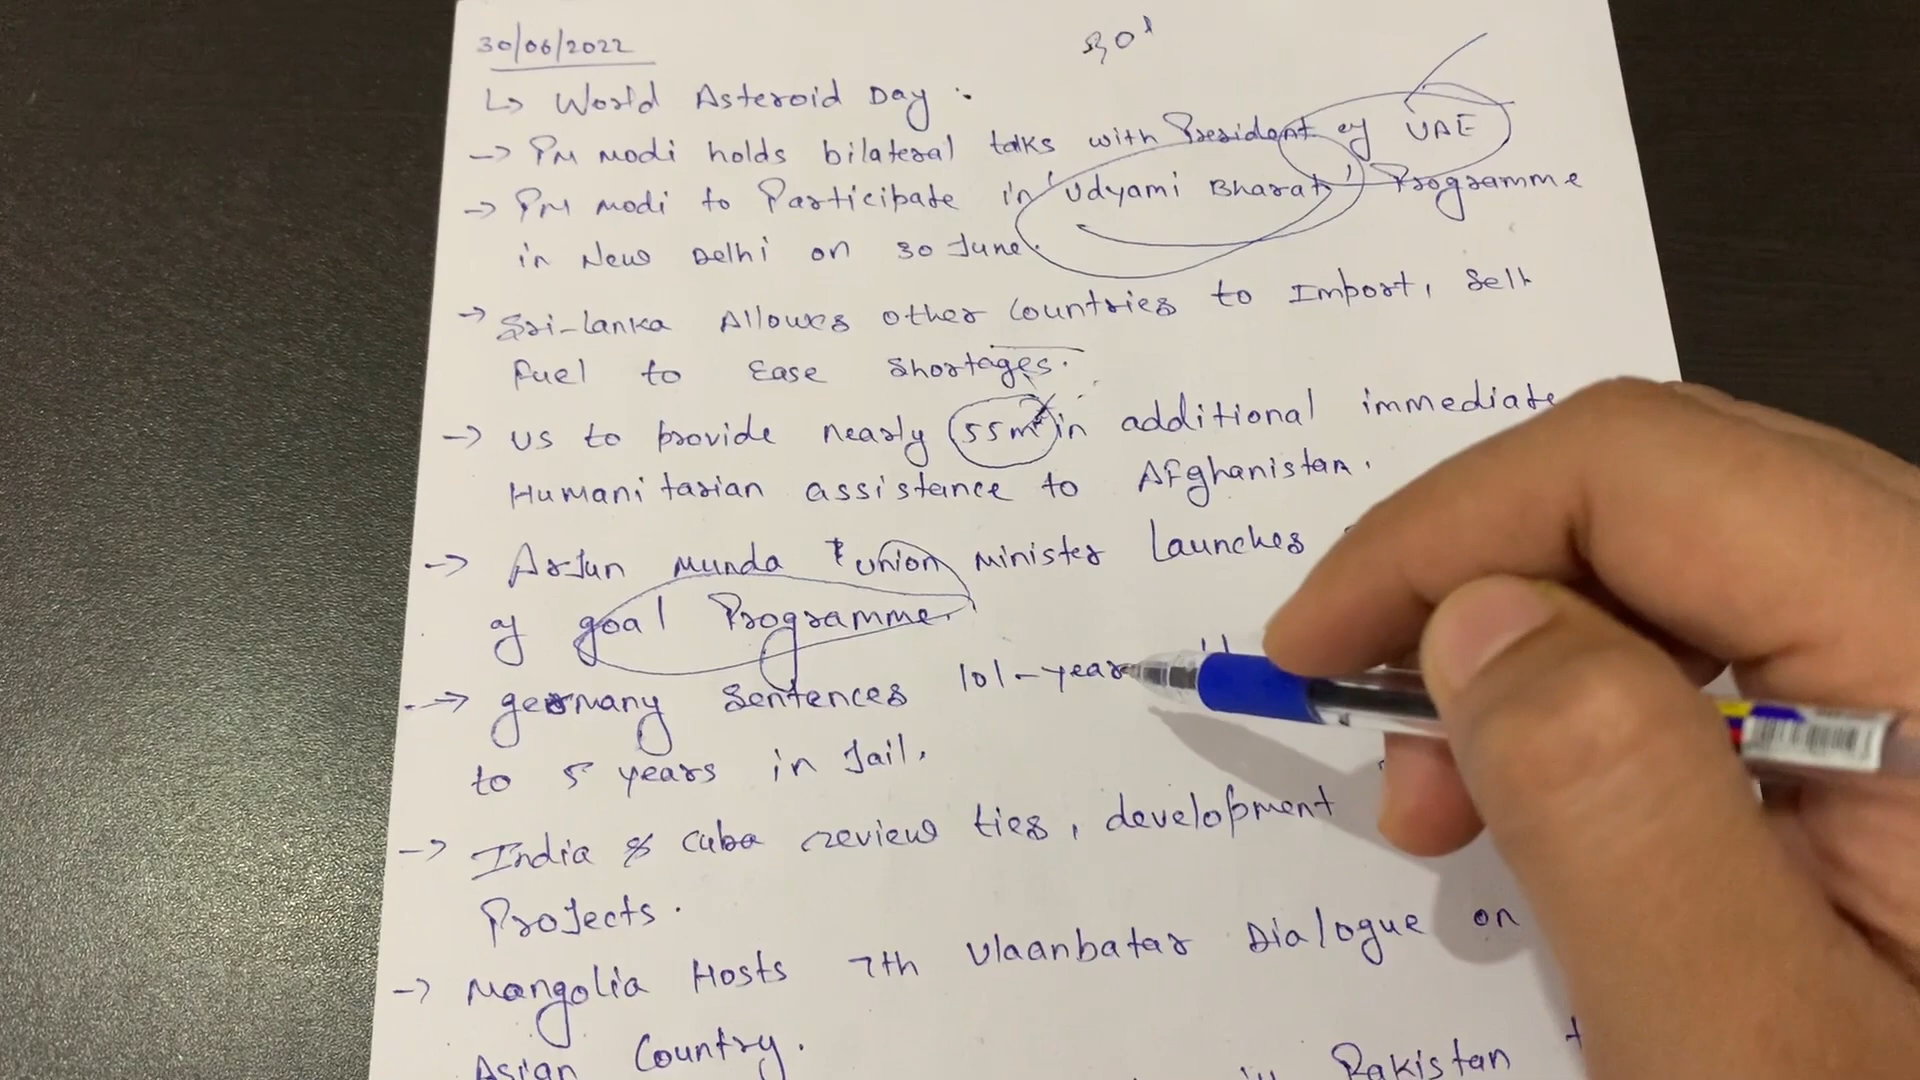 30/06/2022
↳ World Asteroid Day :
→ PM modi holds bilateral talks with President of UAE
→ PM modi to Participate in 'Udyami Bharat' Programme
in New Delhi on 30 June.
→ Sri-lanka Allows other Countries to Import, Sell
fuel to Ease Shortages.
→ US to provide nearly 55m in additional immediate
Humanitarian assistance to Afghanistan.
→ Arjun Munda union minister Launches
of goal Programme.
→ germany Sentences 101-year
to 5 years in Jail.
→ India & Cuba review ties, development
Projects.
→ Mangolia Hosts 7th Ulaanbatar Dialogue on
Asian Country.
Pakistan